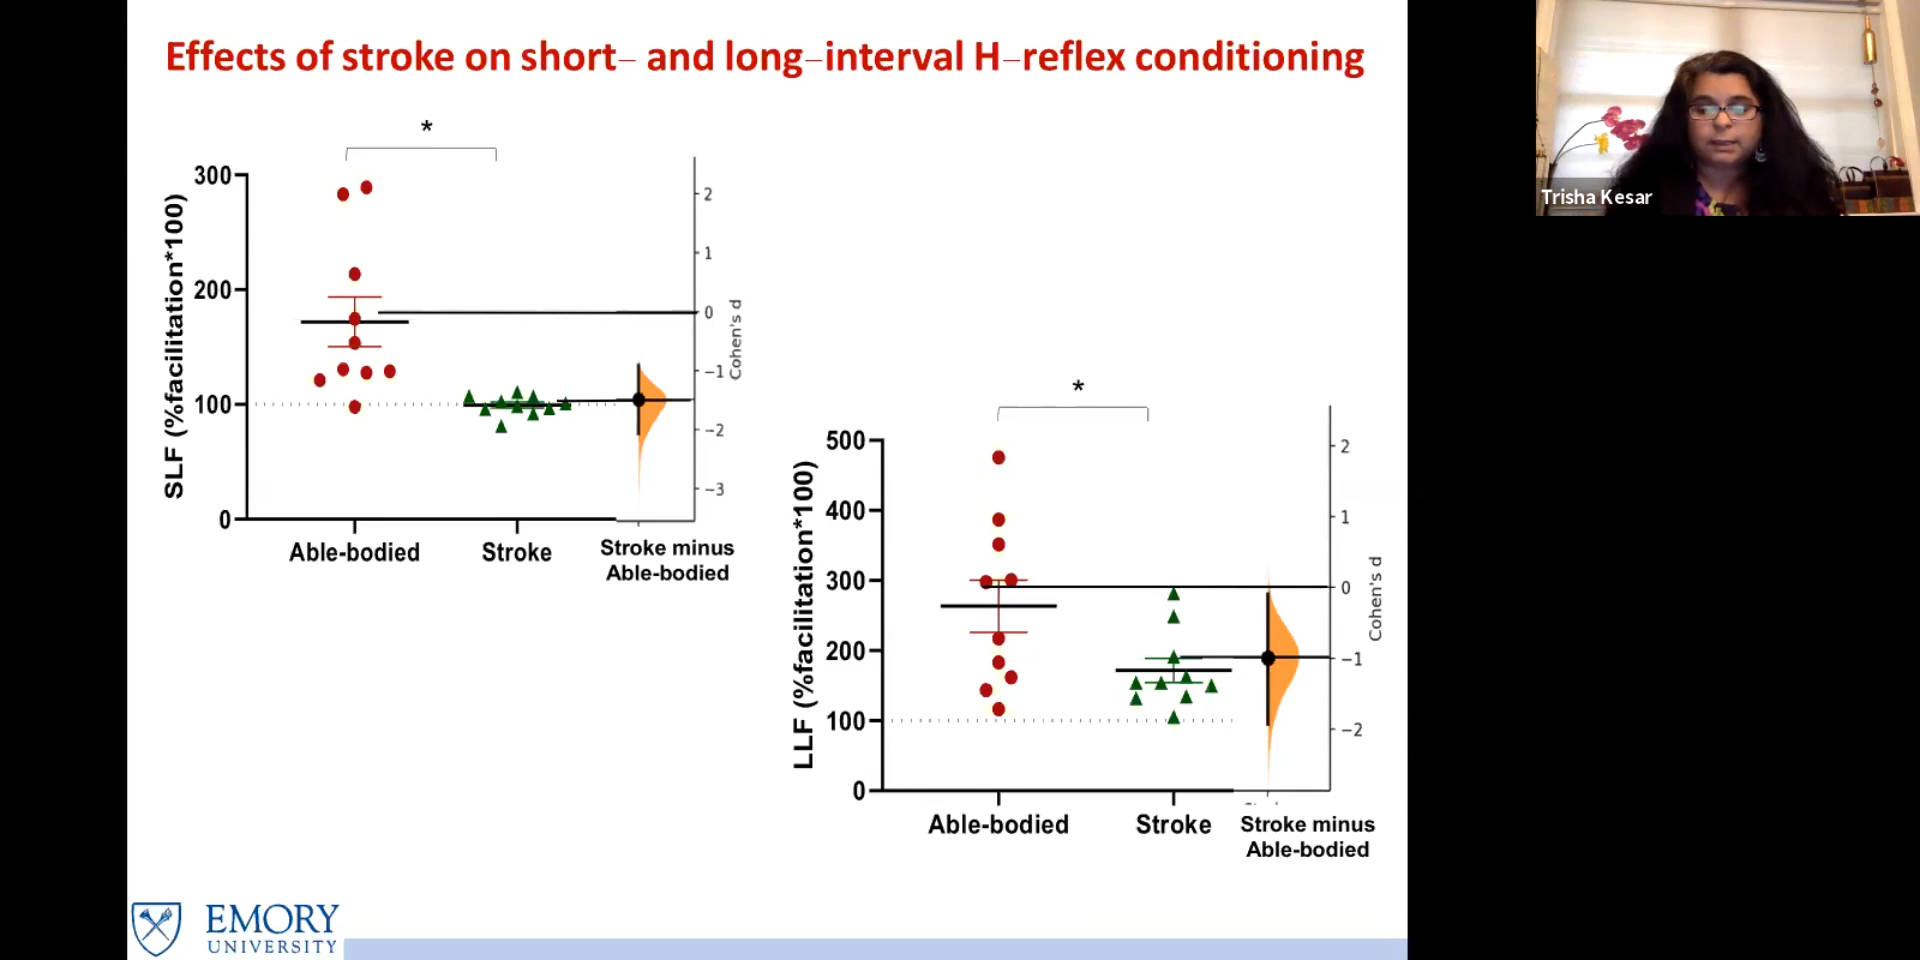 Effects of stroke on short– and long–interval H–reflex conditioning
*
SLF (%facilitation*100)
300
200
100
0
2
1
0
−1
−2
−3
Cohen's d
Able-bodied
Stroke
Stroke minus
Able-bodied
*
LLF (%facilitation*100)
500
400
300
200
100
0
2
1
0
−1
−2
Cohen's d
Able-bodied
Stroke
Stroke minus
Able-bodied
EMORY
UNIVERSITY
Trisha Kesar